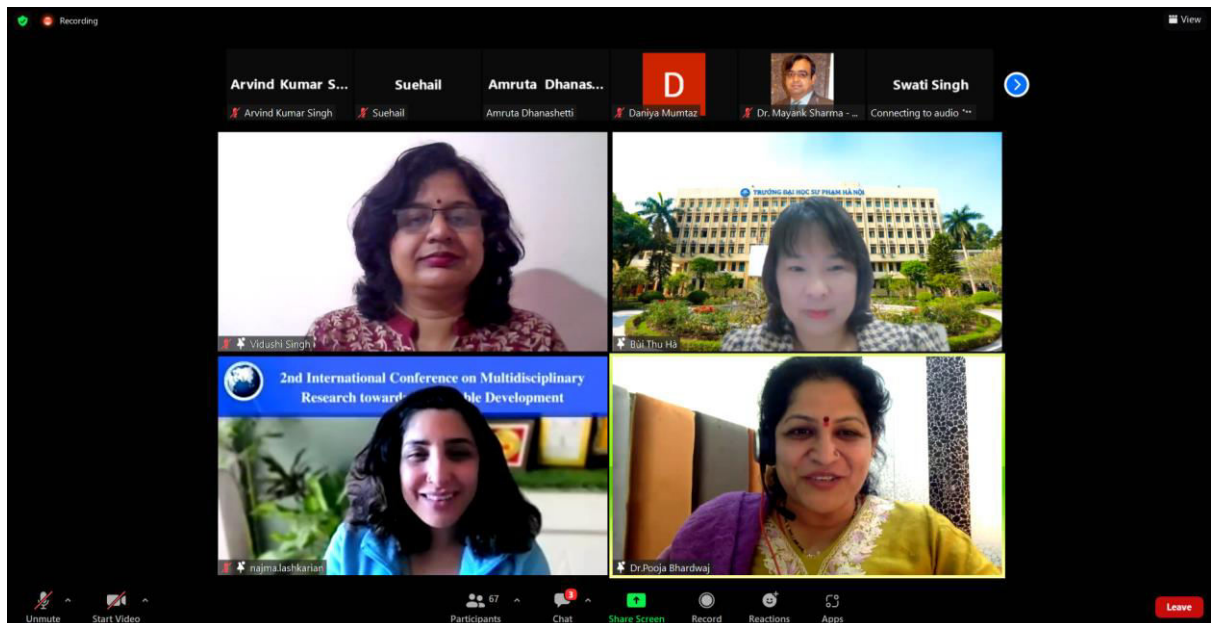 Recording
View
Arvind Kumar S...
Suehail
Amruta Dhanas...
D
Swati Singh
Arvind Kumar Singh
Suehail
Amruta Dhanashetti
Daniya Mumtaz
Dr. Mayank Sharma - ...
Connecting to audio
TRƯỜNG ĐẠI HỌC SƯ PHẠM HÀ NỘI
Vidushi Singh
Bùi Thu Hà
2nd International Conference on Multidisciplinary
Research toward ble Development
najma.lashkarian
Dr.Pooja Bhardwaj
67
3
Unmute
Start Video
Participants
Chat
Share Screen
Record
Reactions
Apps
Leave